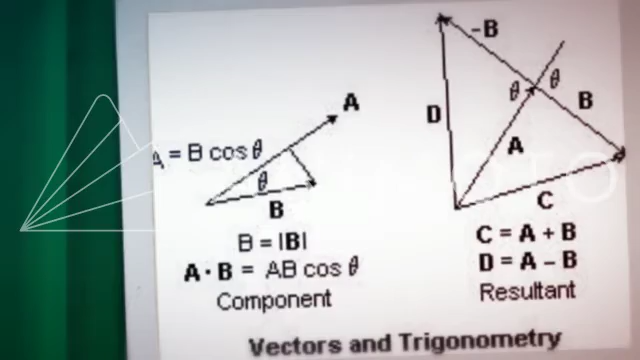 A
A = B cos θ
θ
B
B = |B|
A · B = AB cos θ
Component
-B
θ θ
B
D
A
C
C = A + B
D = A – B
Resultant
Vectors and Trigonometry